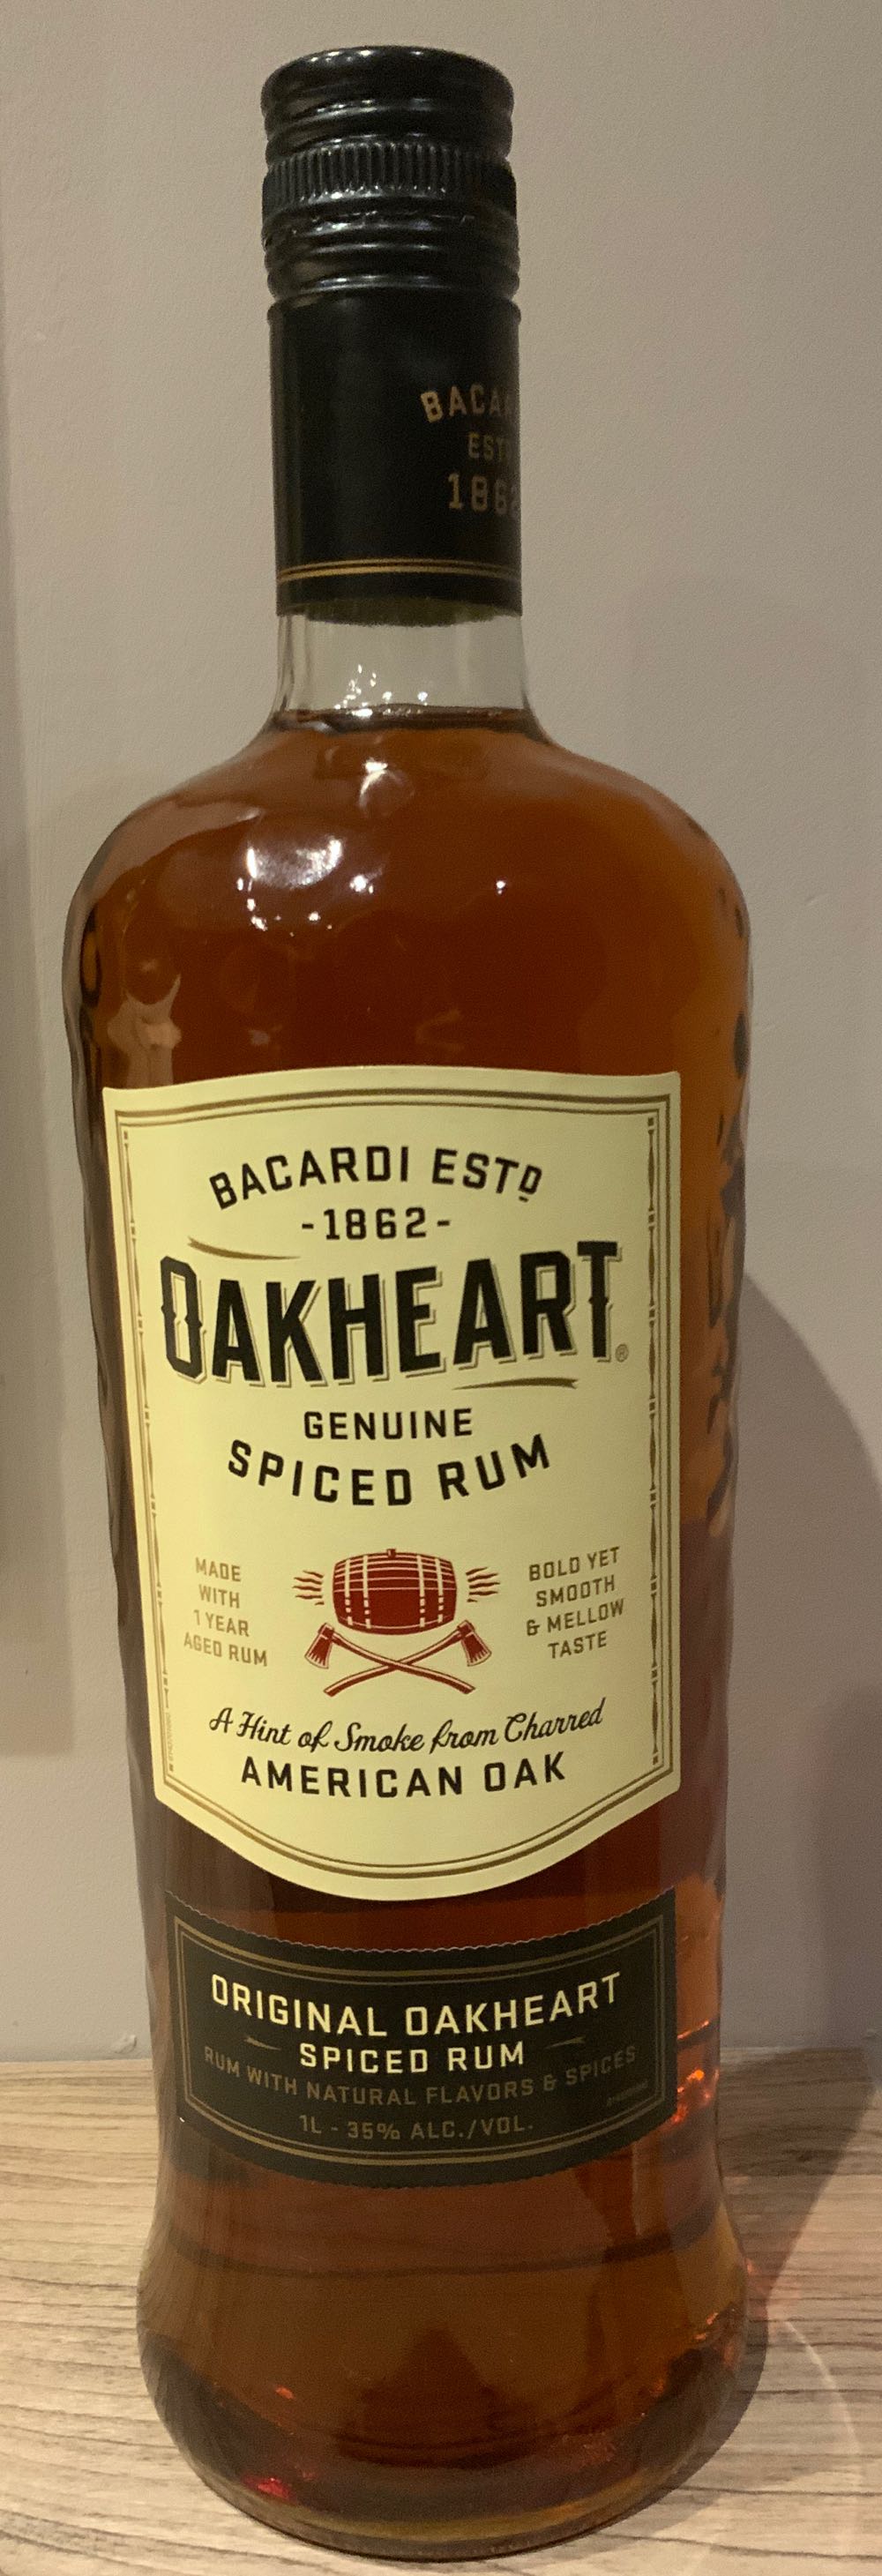 ESTD
186
BACARDI ESTD
-1862-
OAKHEART®
GENUINE
SPICED RUM
MADE
WITH
1 YEAR
AGED RUM
BOLD YET
SMOOTH
& MELLOW
TASTE
A Hint of Smoke from Charred
AMERICAN OAK
ORIGINAL OAKHEART
SPICED RUM
RUM WITH NATURAL FLAVORS & SPICES
1L - 35% ALC./VOL.